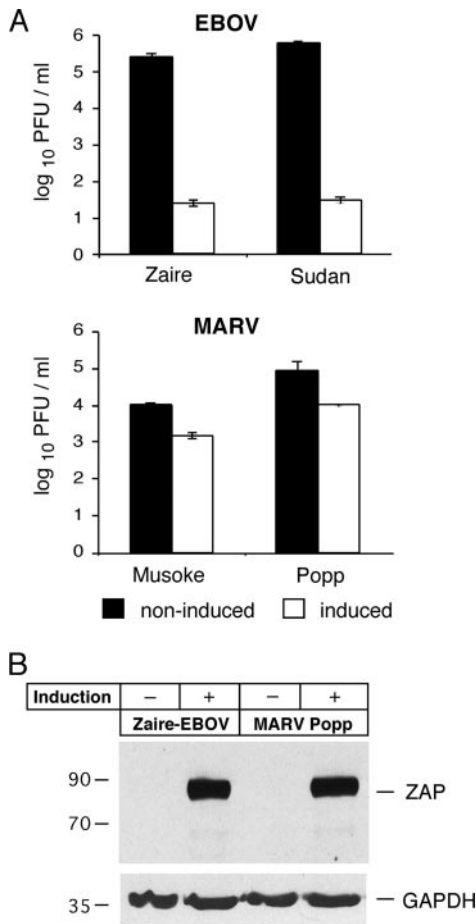 A
EBOV
log 10 PFU / ml
6
5
4
3
2
1
0
Zaire Sudan
MARV
log 10 PFU / ml
6
5
4
3
2
1
0
Musoke Popp
non-induced induced
B
Induction − + − +
Zaire-EBOV MARV Popp
90 –
70 –
– ZAP
35 –
– GAPDH